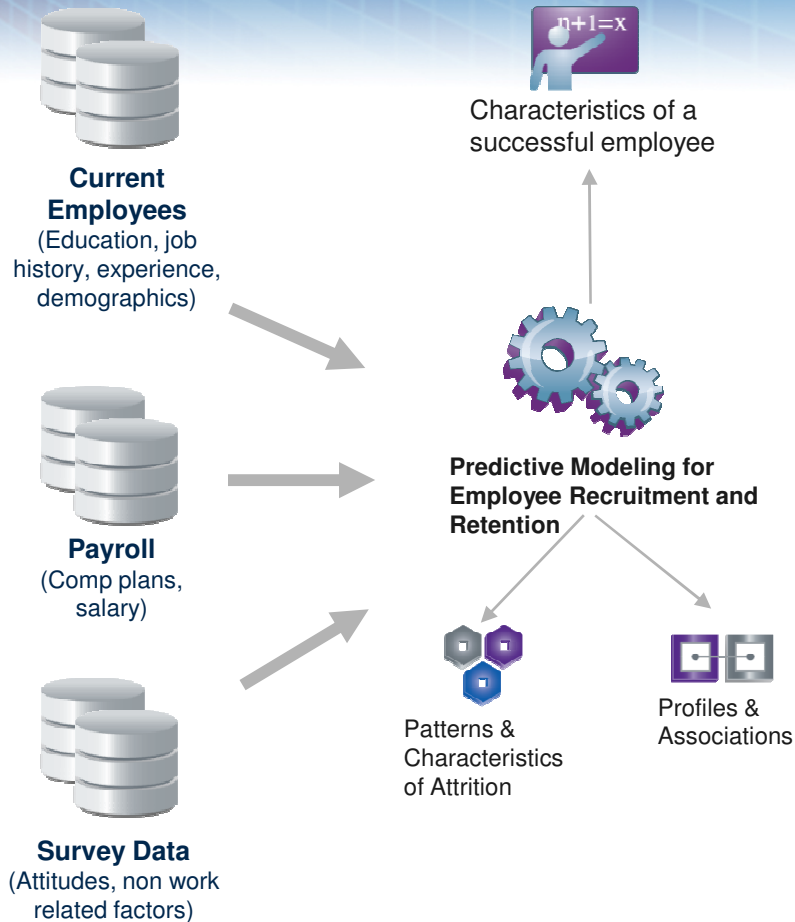 n+1=x
Characteristics of a
successful employee
Current
Employees
(Education, job
history, experience,
demographics)
Predictive Modeling for
Employee Recruitment and
Retention
Payroll
(Comp plans,
salary)
Patterns &
Characteristics
of Attrition
Profiles &
Associations
Survey Data
(Attitudes, non work
related factors)